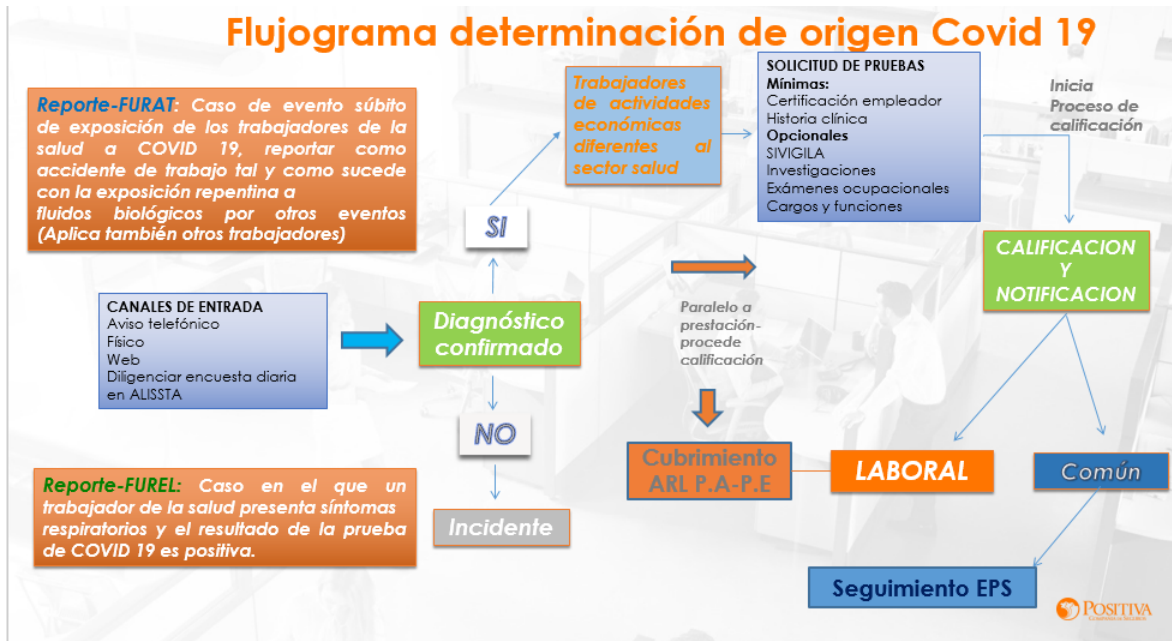 Flujograma determinación de origen Covid 19
Reporte-FURAT: Caso de evento súbito
de exposición de los trabajadores de la
salud a COVID 19, reportar como
accidente de trabajo tal y como sucede
con la exposición repentina a
fluidos biológicos por otros eventos
(Aplica también otros trabajadores)
Trabajadores
de actividades
económicas
diferentes al
sector salud
SOLICITUD DE PRUEBAS
Mínimas:
Certificación empleador
Historia clínica
Opcionales
SIVIGILA
Investigaciones
Exámenes ocupacionales
Cargos y funciones
Inicia
Proceso de
calificación
SI
CALIFICACION
Y
NOTIFICACION
CANALES DE ENTRADA
Aviso telefónico
Físico
Web
Diligenciar encuesta diaria
en ALISSTA
Diagnóstico
confirmado
Paralelo a
prestación-
procede
calificación
NO
Cubrimiento
ARL P.A-P.E
LABORAL
Común
Reporte-FUREL: Caso en el que un
trabajador de la salud presenta síntomas
respiratorios y el resultado de la prueba
de COVID 19 es positiva.
Incidente
Seguimiento EPS
POSITIVA
COMPAÑÍA DE SEGUROS